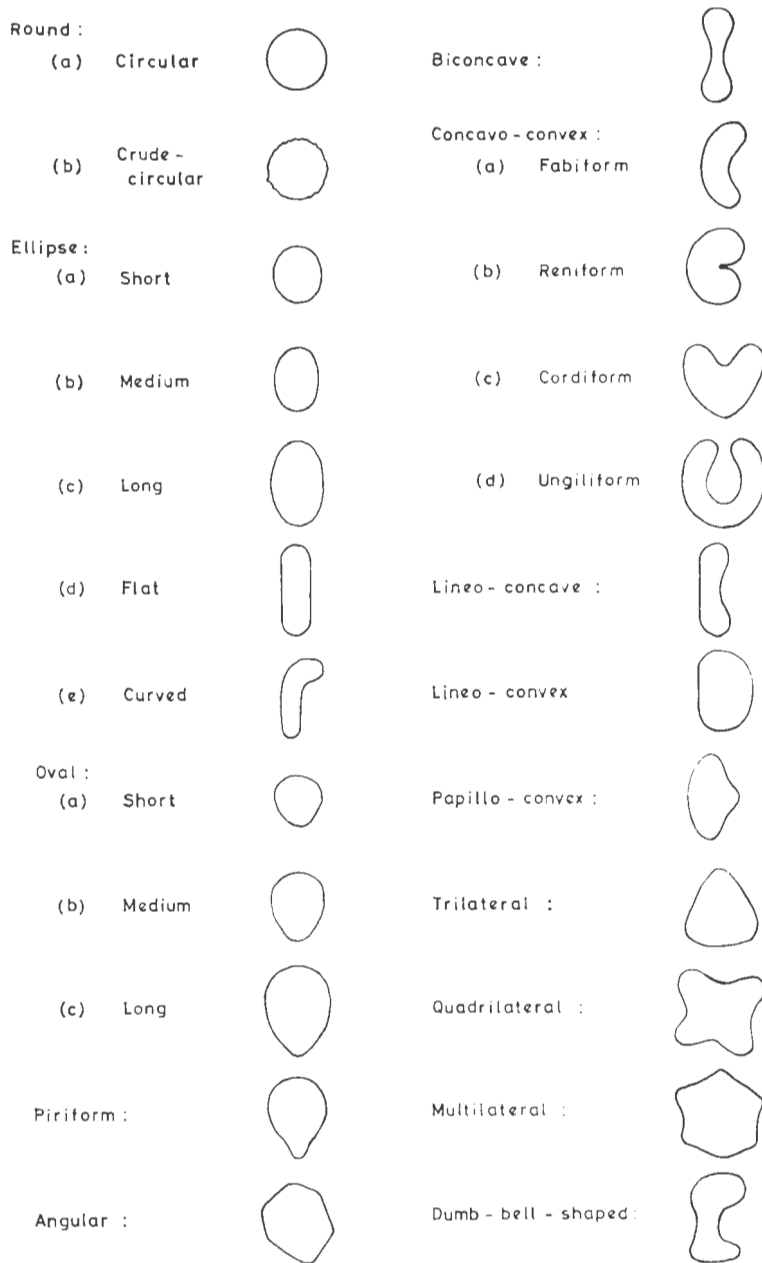 Round :
(a) Circular
(b) Crude -
circular
Ellipse :
(a) Short
(b) Medium
(c) Long
(d) Flat
(e) Curved
Oval :
(a) Short
(b) Medium
(c) Long
Piriform :
Angular :
Biconcave :
Concavo - convex :
(a) Fabiform
(b) Reniform
(c) Cordiform
(d) Ungiliform
Lineo - concave :
Lineo - convex
Papillo - convex :
Trilateral :
Quadrilateral :
Multilateral :
Dumb - bell - shaped :